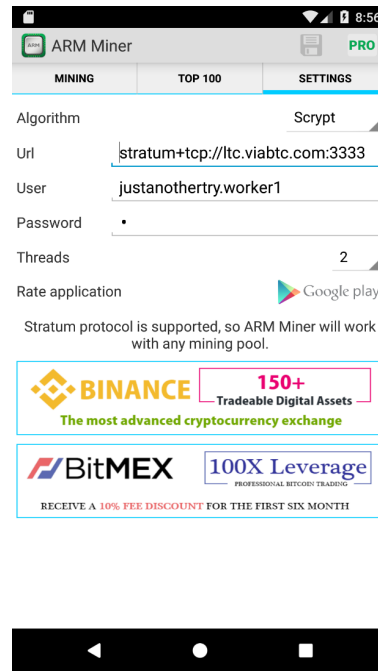 8:56
ARM
ARM Miner
PRO
MINING
TOP 100
SETTINGS
Algorithm
Scrypt
Url
stratum+tcp://ltc.viabtc.com:3333
User
justanothertry.worker1
Password
•
Threads
2
Rate application
Google play
Stratum protocol is supported, so ARM Miner will work
with any mining pool.
BINANCE
150+
Tradeable Digital Assets
The most advanced cryptocurrency exchange
BitMEX
100X Leverage
PROFESSIONAL BITCOIN TRADING
RECEIVE A 10% FEE DISCOUNT FOR THE FIRST SIX MONTH